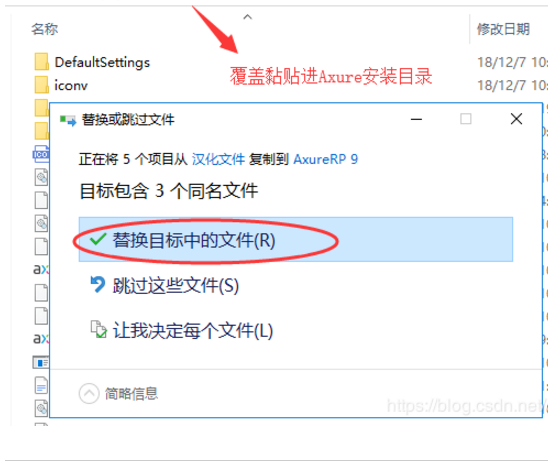 名称
修改日期
DefaultSettings
18/12/7 10:
iconv
18/12/7 10:
覆盖黏贴进Axure安装目录
替换或跳过文件
正在将 5 个项目从 汉化文件 复制到 AxureRP 9
目标包含 3 个同名文件
替换目标中的文件(R)
跳过这些文件(S)
让我决定每个文件(L)
简略信息
https://blog.csdn.net/